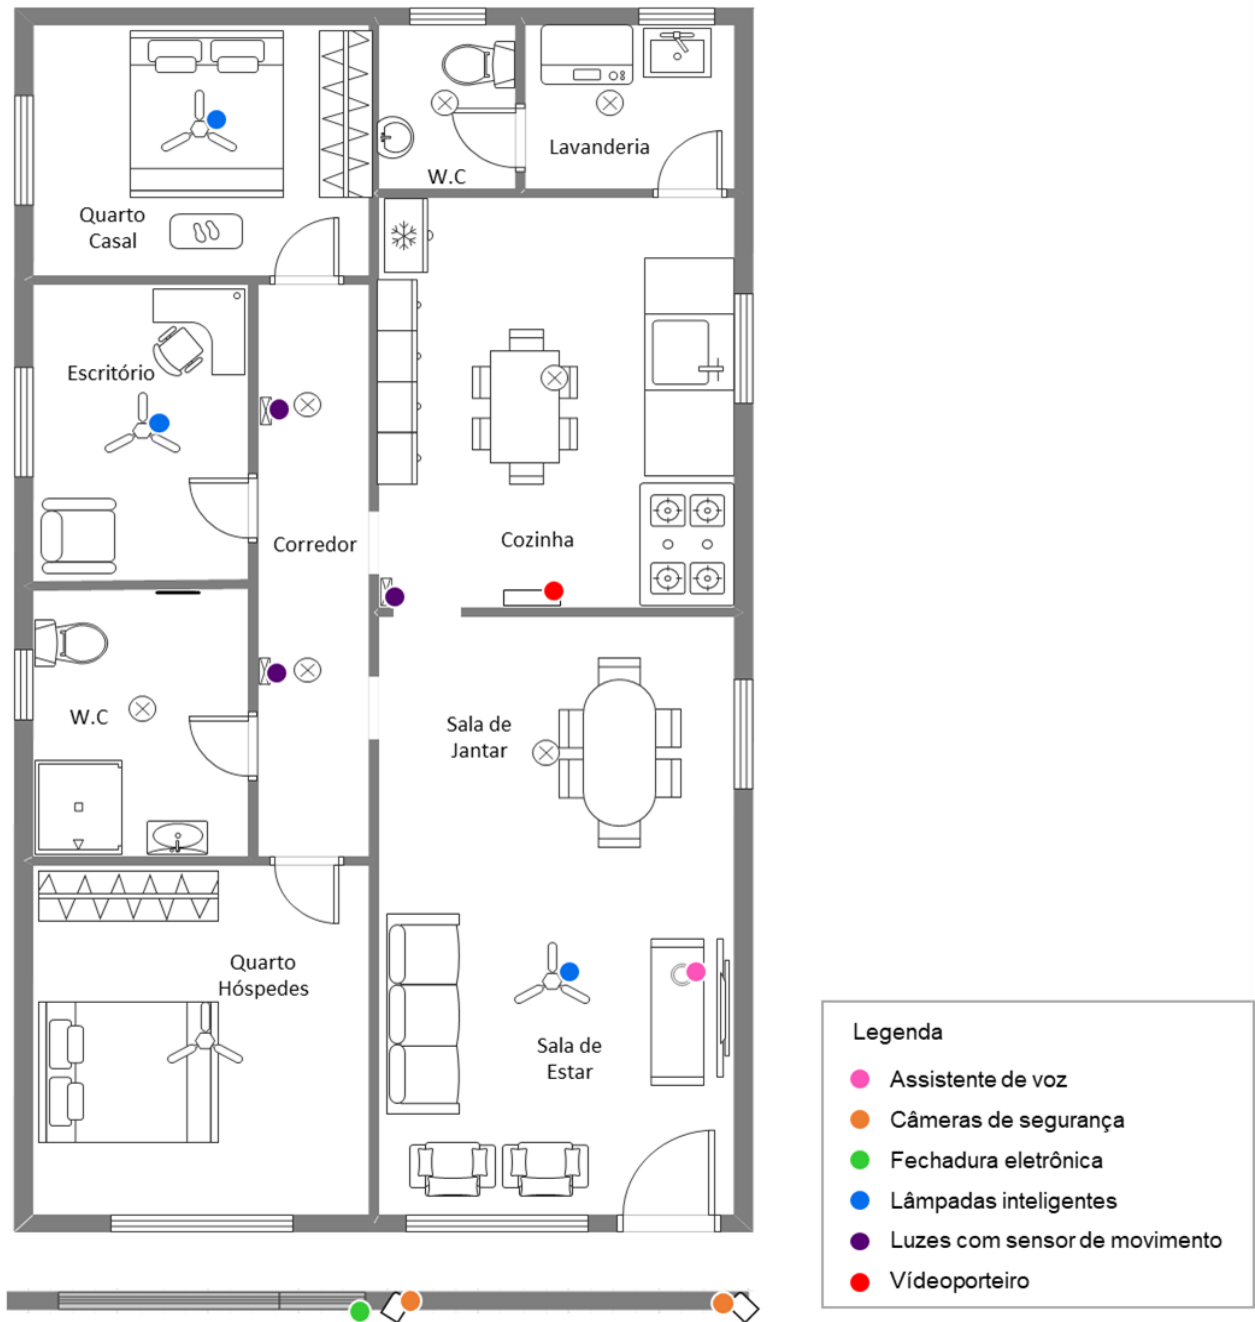 W.C
Lavanderia
Quarto
Casal
Escritório
Corredor
Cozinha
W.C
Sala de
Jantar
Quarto
Hóspedes
Sala de
Estar
Legenda
Assistente de voz
Câmeras de segurança
Fechadura eletrônica
Lâmpadas inteligentes
Luzes com sensor de movimento
Vídeoporteiro